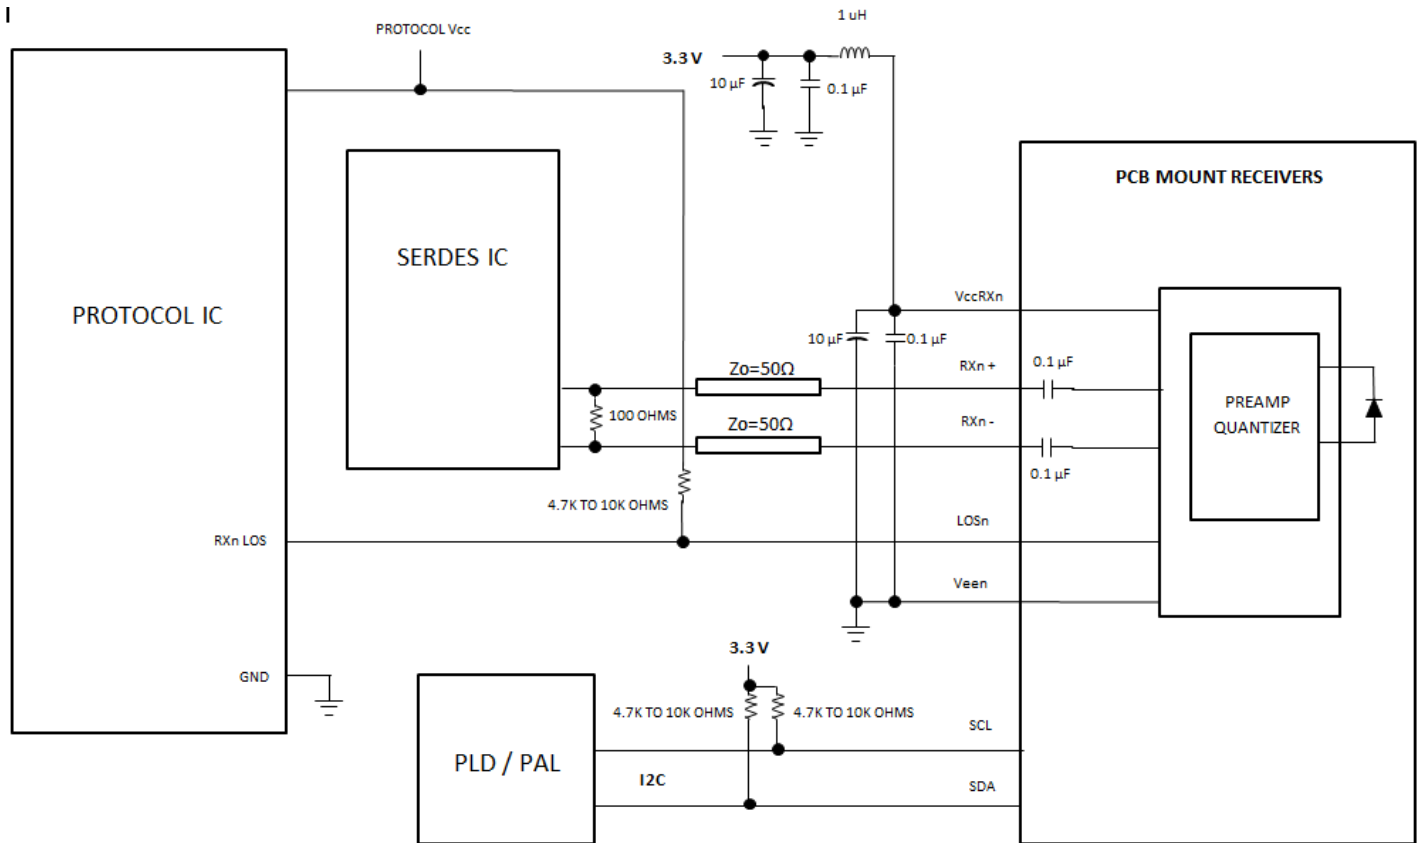 I
PROTOCOL Vcc
1 uH
3.3 V
10 µF
0.1 µF
PCB MOUNT RECEIVERS
SERDES IC
PROTOCOL IC
VccRXn
10 µF
0.1 µF
Zo=50Ω
RXn +
0.1 µF
100 OHMS
PREAMP
QUANTIZER
Zo=50Ω
RXn -
0.1 µF
4.7K TO 10K OHMS
RXn LOS
LOSn
Veen
3.3 V
GND
4.7K TO 10K OHMS
4.7K TO 10K OHMS
SCL
PLD / PAL
I2C
SDA